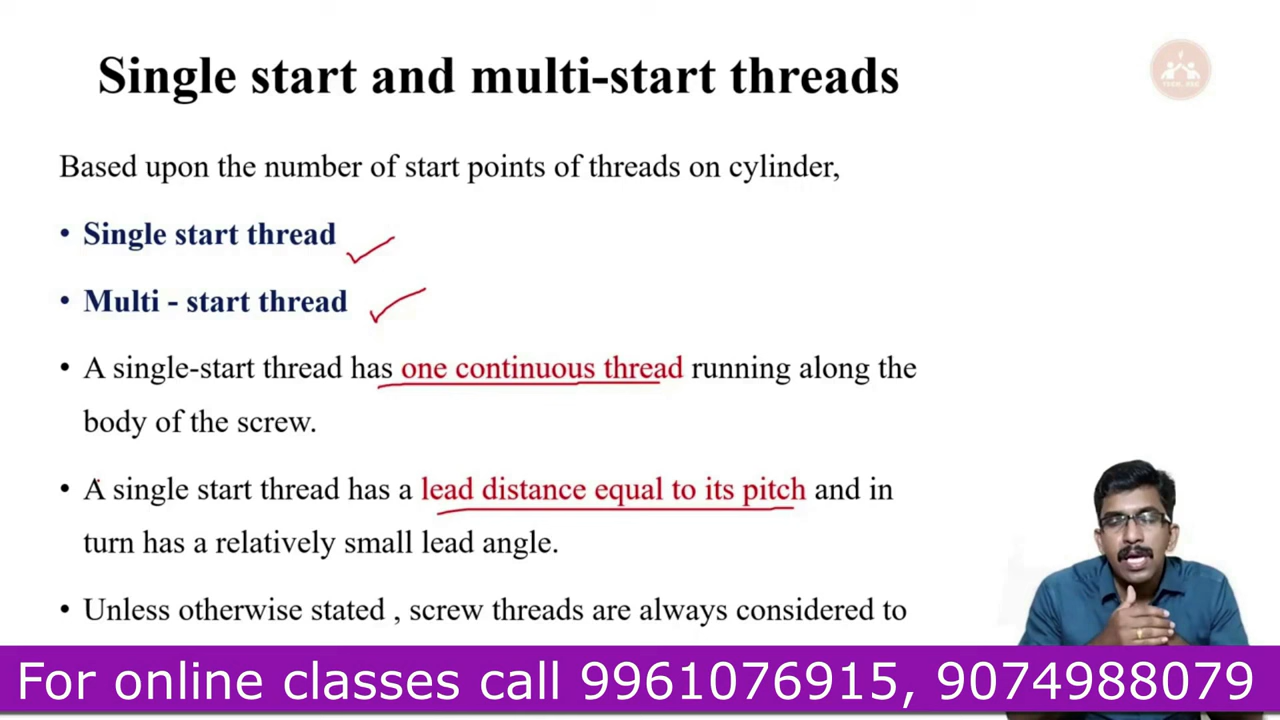 Single start and multi-start threads
Based upon the number of start points of threads on cylinder,
• Single start thread
• Multi - start thread
• A single-start thread has one continuous thread running along the
body of the screw.
• A single start thread has a lead distance equal to its pitch and in
turn has a relatively small lead angle.
• Unless otherwise stated , screw threads are always considered to
For online classes call 9961076915, 9074988079